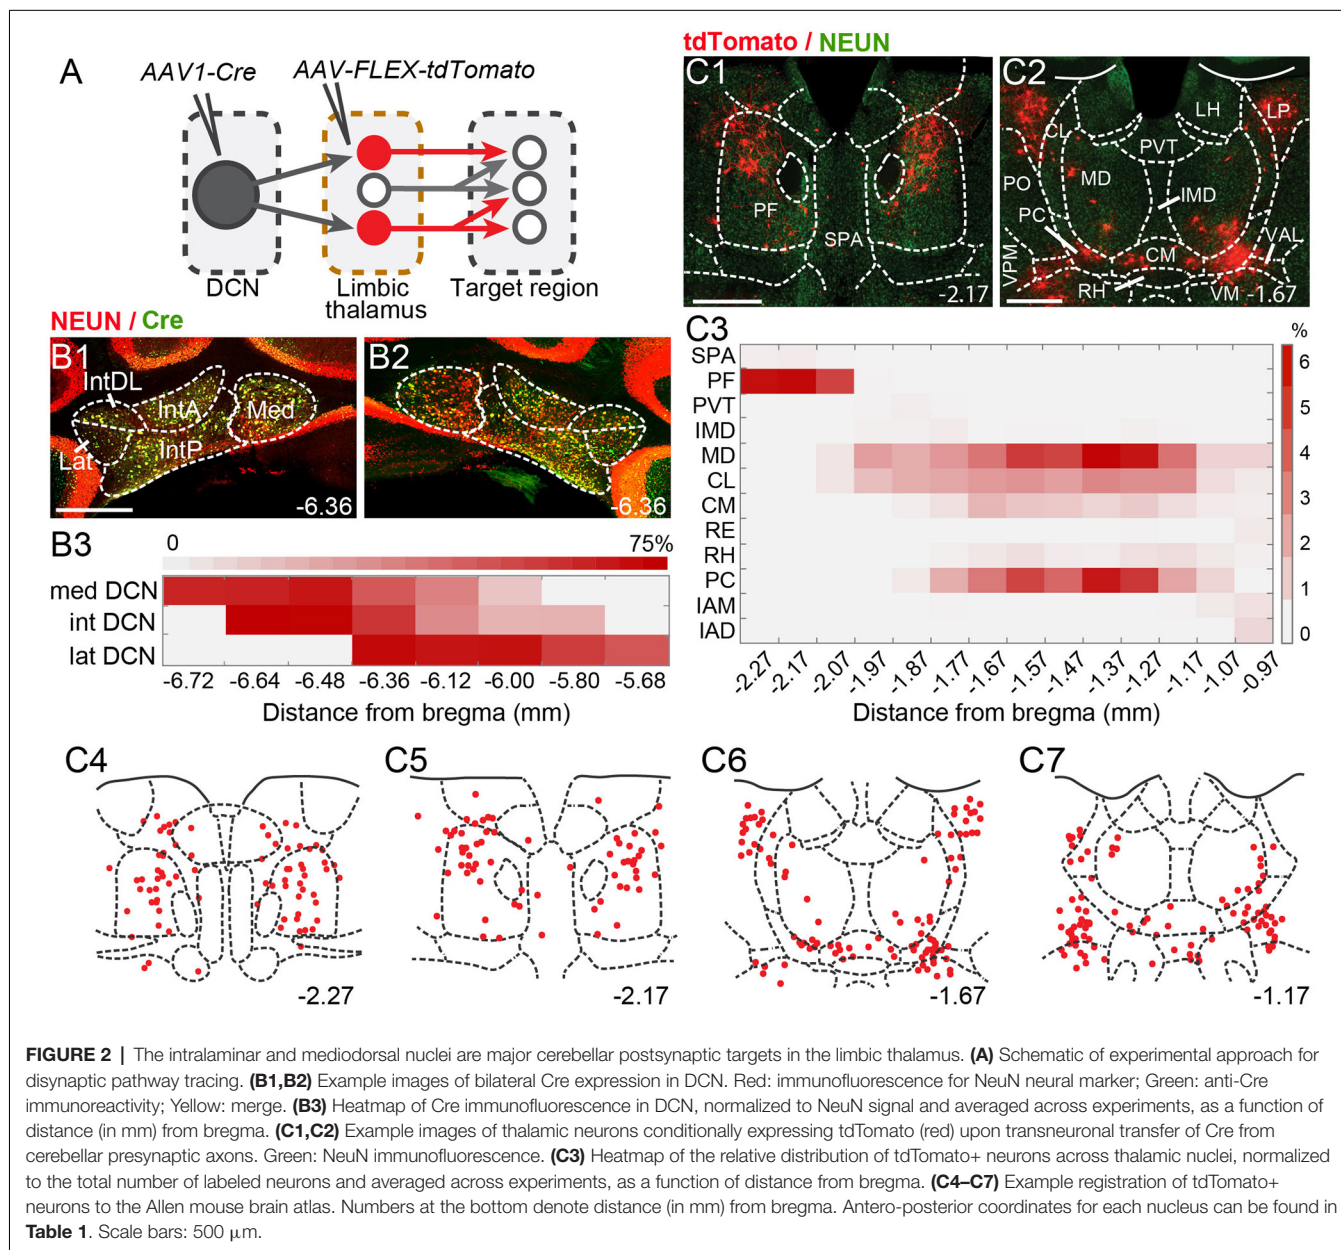 A
AAV1-Cre
AAV-FLEX-tdTomato
DCN
Limbic
thalamus
Target region
NEUN / Cre
B1
IntDL
IntA
Med
Lat
IntP
-6.36
B2
-6.36
B3
0
75%
med DCN
int DCN
lat DCN
-6.72 -6.64 -6.48 -6.36 -6.12 -6.00 -5.80 -5.68
Distance from bregma (mm)
tdTomato / NEUN
C1
PF
SPA
-2.17
C2
LH
LP
CL
PVT
MD
PO
IMD
PC
VAL
CM
VPM
RH
VM
-1.67
C3
%
SPA
PF
PVT
IMD
MD
CL
CM
RE
RH
PC
IAM
IAD
6
5
4
3
2
1
0
-2.27 -2.17 -2.07 -1.97 -1.87 -1.77 -1.67 -1.57 -1.47 -1.37 -1.27 -1.17 -1.07 -0.97
Distance from bregma (mm)
C4
-2.27
C5
-2.17
C6
-1.67
C7
-1.17
FIGURE 2 | The intralaminar and mediodorsal nuclei are major cerebellar postsynaptic targets in the limbic thalamus. (A) Schematic of experimental approach for
disynaptic pathway tracing. (B1,B2) Example images of bilateral Cre expression in DCN. Red: immunofluorescence for NeuN neural marker; Green: anti-Cre
immunoreactivity; Yellow: merge. (B3) Heatmap of Cre immunofluorescence in DCN, normalized to NeuN signal and averaged across experiments, as a function of
distance (in mm) from bregma. (C1,C2) Example images of thalamic neurons conditionally expressing tdTomato (red) upon transneuronal transfer of Cre from
cerebellar presynaptic axons. Green: NeuN immunofluorescence. (C3) Heatmap of the relative distribution of tdTomato+ neurons across thalamic nuclei, normalized
to the total number of labeled neurons and averaged across experiments, as a function of distance from bregma. (C4–C7) Example registration of tdTomato+
neurons to the Allen mouse brain atlas. Numbers at the bottom denote distance (in mm) from bregma. Antero-posterior coordinates for each nucleus can be found in
Table 1. Scale bars: 500 μm.